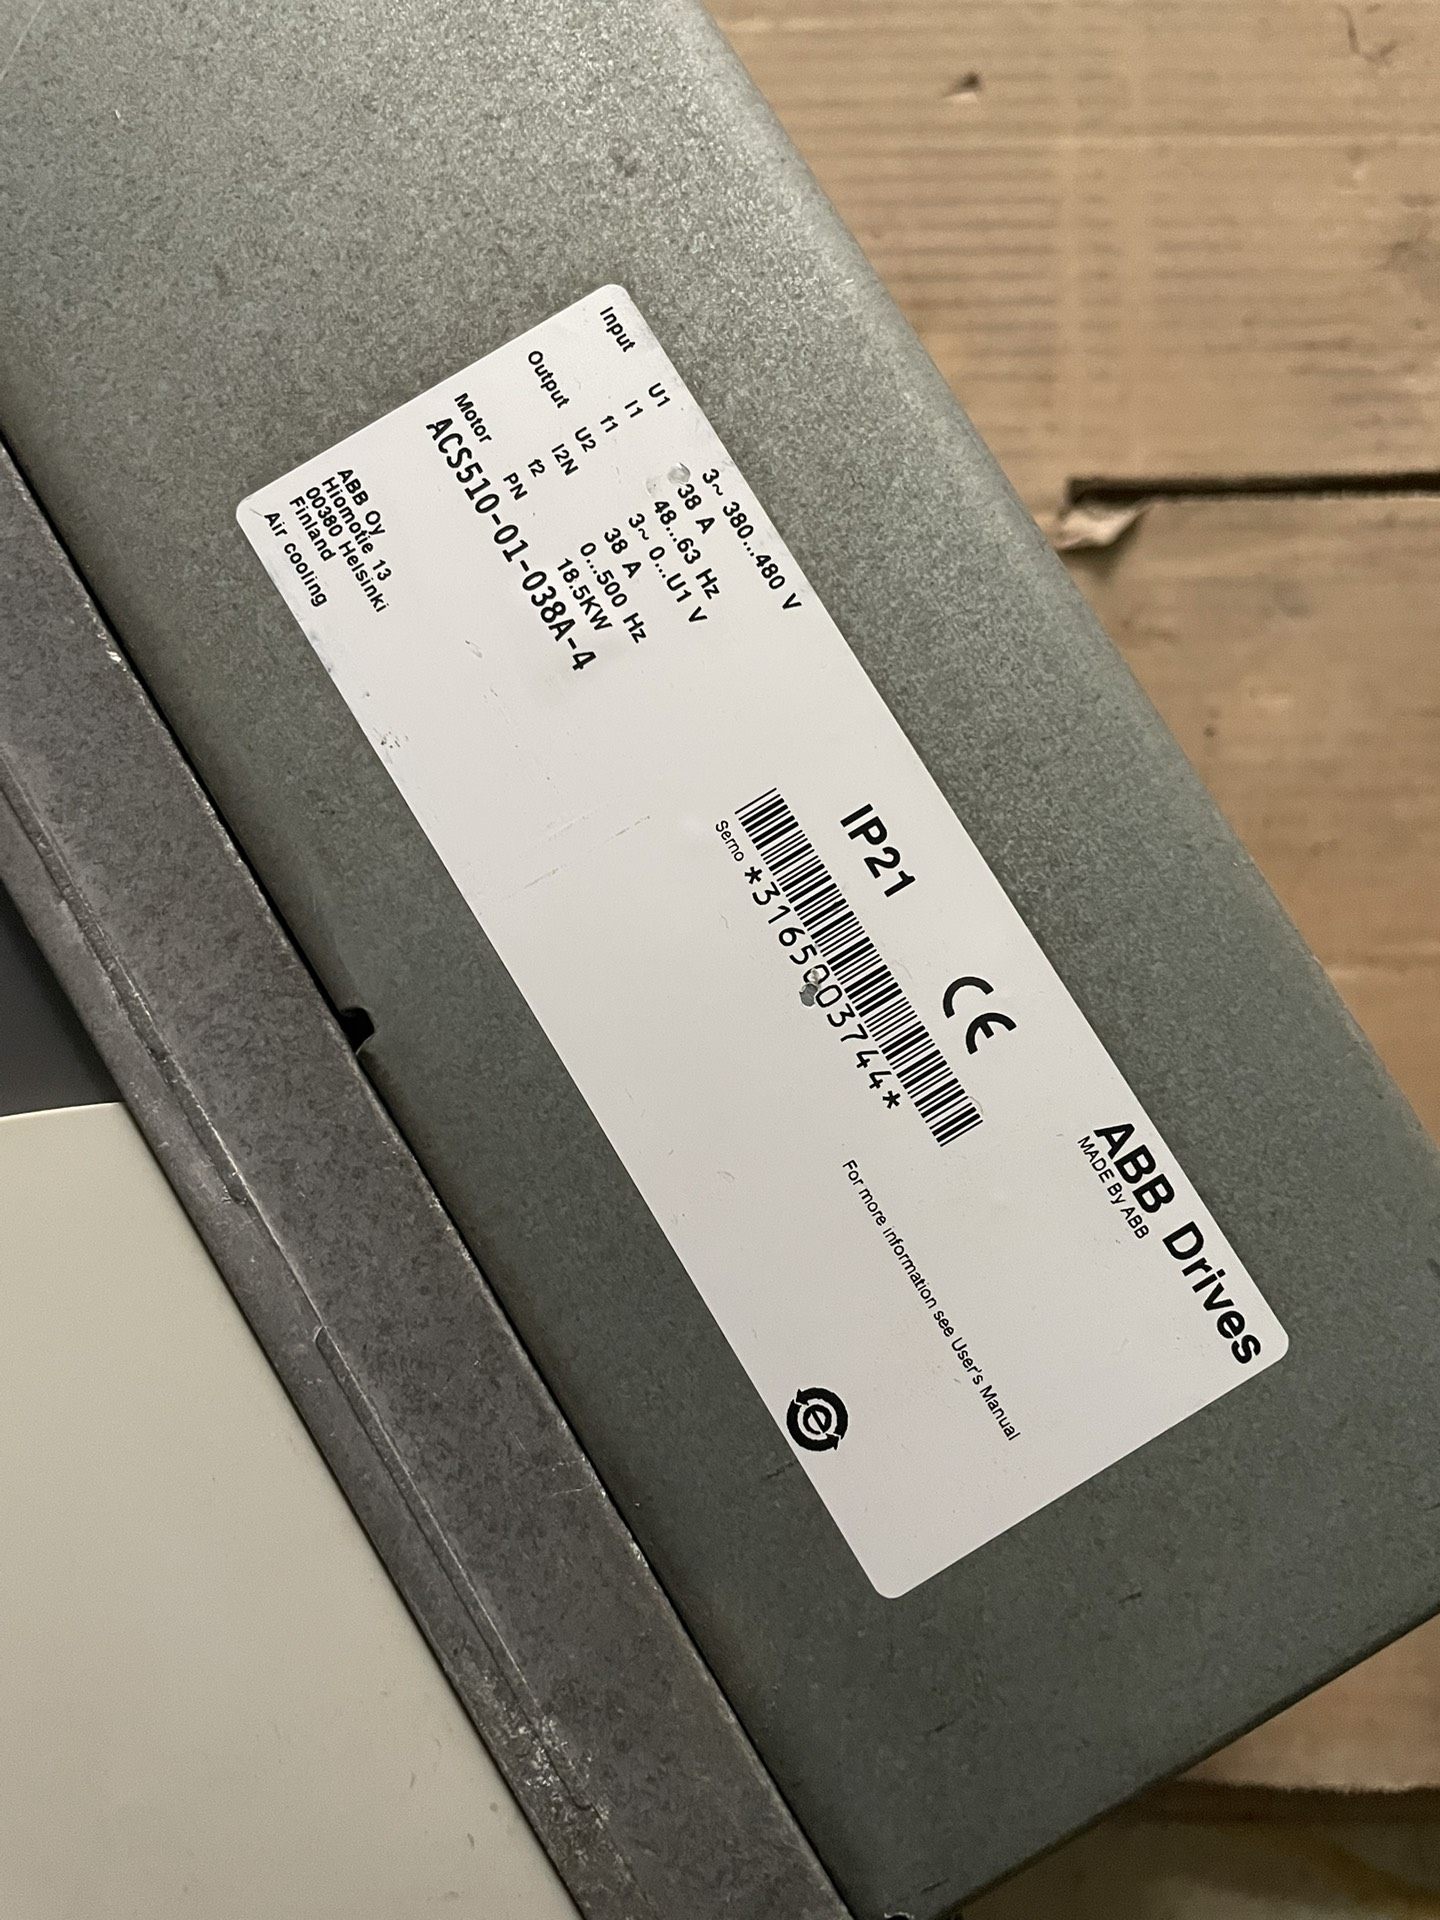 ABB Oy
Hiomotie 13
00380 Helsinki
Finland
Air cooling
Input U1 3~ 380...480 V
I1 38 A
f1 48...63 Hz
Output U2 3~ 0...U1 V
I2N 38 A
f2 0...500 Hz
Motor PN 18.5KW
ACS510-01-038A-4
IP21
CE
Serno *3165003744*
ABB Drives
MADE By ABB
For more information see User's Manual
e